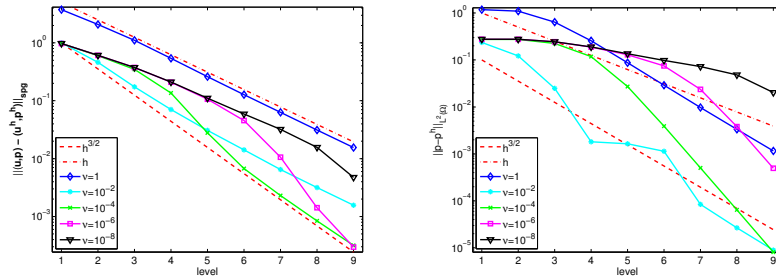 10^0
10^-1
10^-2
10^-3
1 2 3 4 5 6 7 8 9
level
|||(u,p) − (u^h,p^h)|||_spg
h^3/2
h
ν=1
ν=10^-2
ν=10^-4
ν=10^-6
ν=10^-8
10^0
10^-1
10^-2
10^-3
10^-4
10^-5
1 2 3 4 5 6 7 8 9
level
||p−p^h||_L^2(Ω)
h^3/2
h
ν=1
ν=10^-2
ν=10^-4
ν=10^-6
ν=10^-8